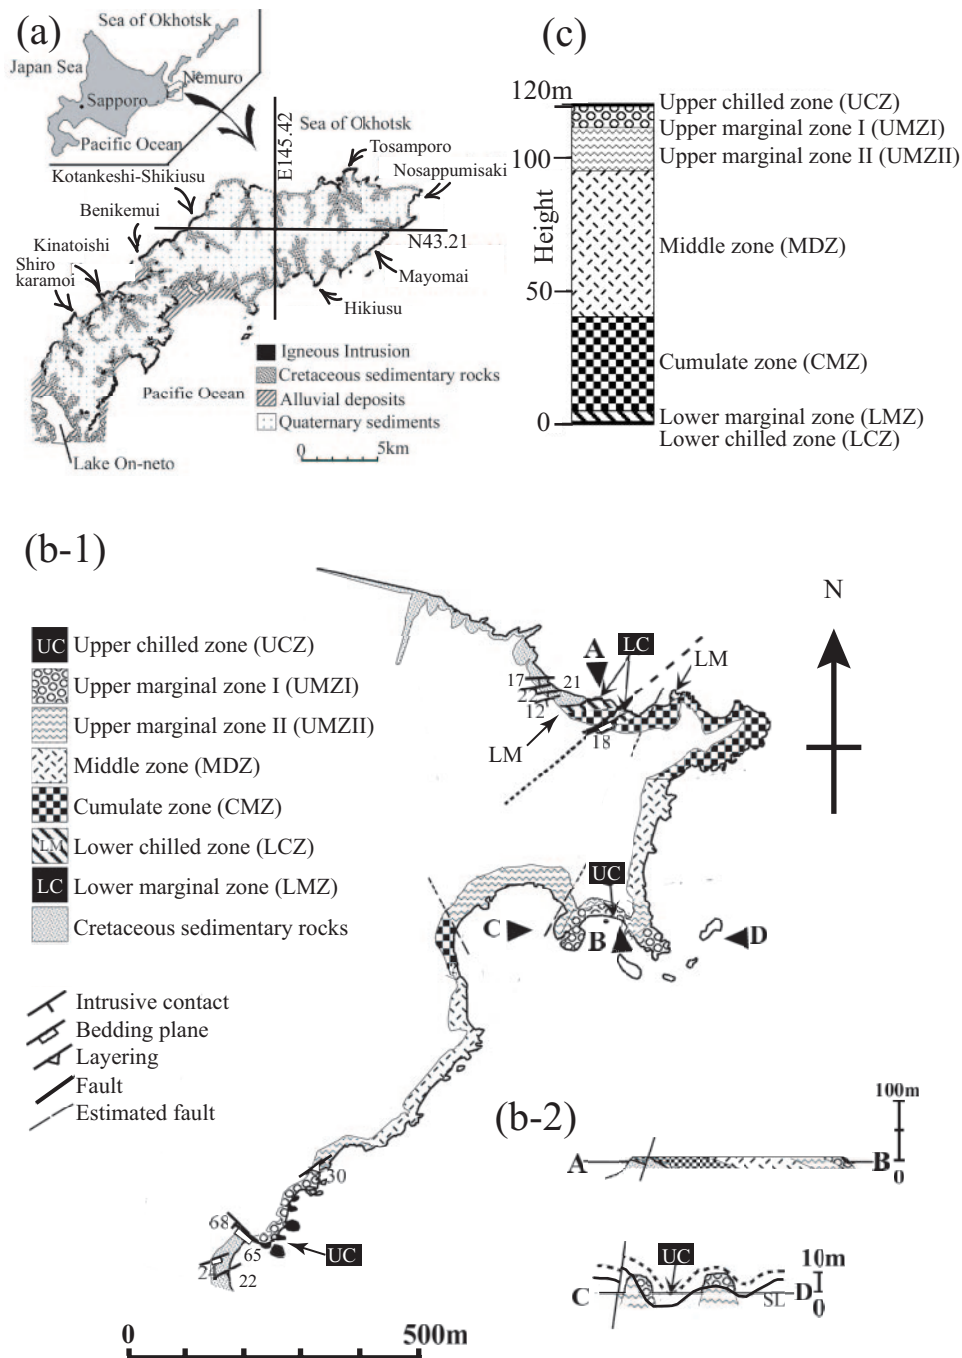 (a)
Sea of Okhotsk
Japan Sea
Nemuro
Sapporo
Pacific Ocean
E145.42
Sea of Okhotsk
Tosamporo
Kotankeshi-Shikiusu
Nosappumisaki
Benikemui
N43.21
Kinatoishi
Shiro
karamoi
Mayomai
Hikiusu
Igneous Intrusion
Cretaceous sedimentary rocks
Pacific Ocean
Alluvial deposits
Quaternary sediments
0 5km
Lake On-neto
(c)
120m
Upper chilled zone (UCZ)
Upper marginal zone I (UMZI)
100
Upper marginal zone II (UMZII)
Height
Middle zone (MDZ)
50
Cumulate zone (CMZ)
0
Lower marginal zone (LMZ)
Lower chilled zone (LCZ)
(b-1)
UC Upper chilled zone (UCZ)
Upper marginal zone I (UMZI)
Upper marginal zone II (UMZII)
Middle zone (MDZ)
Cumulate zone (CMZ)
LM Lower chilled zone (LCZ)
LC Lower marginal zone (LMZ)
Cretaceous sedimentary rocks
Intrusive contact
Bedding plane
Layering
Fault
Estimated fault
N
A
LC
LM
17
21
22
12
18
LM
UC
C
B
D
30
68
65
UC
24
22
0 500m
(b-2)
100m
A
B
0
UC
10m
C
D
SL
0